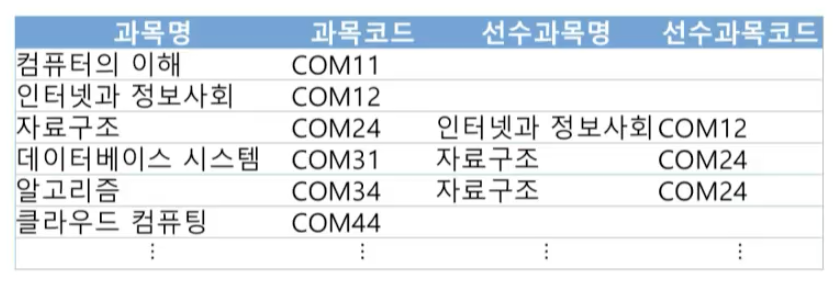 과목명 과목코드 선수과목명 선수과목코드
컴퓨터의 이해 COM11
인터넷과 정보사회 COM12
자료구조 COM24 인터넷과 정보사회 COM12
데이터베이스 시스템 COM31 자료구조 COM24
알고리즘 COM34 자료구조 COM24
클라우드 컴퓨팅 COM44
⋮ ⋮ ⋮ ⋮